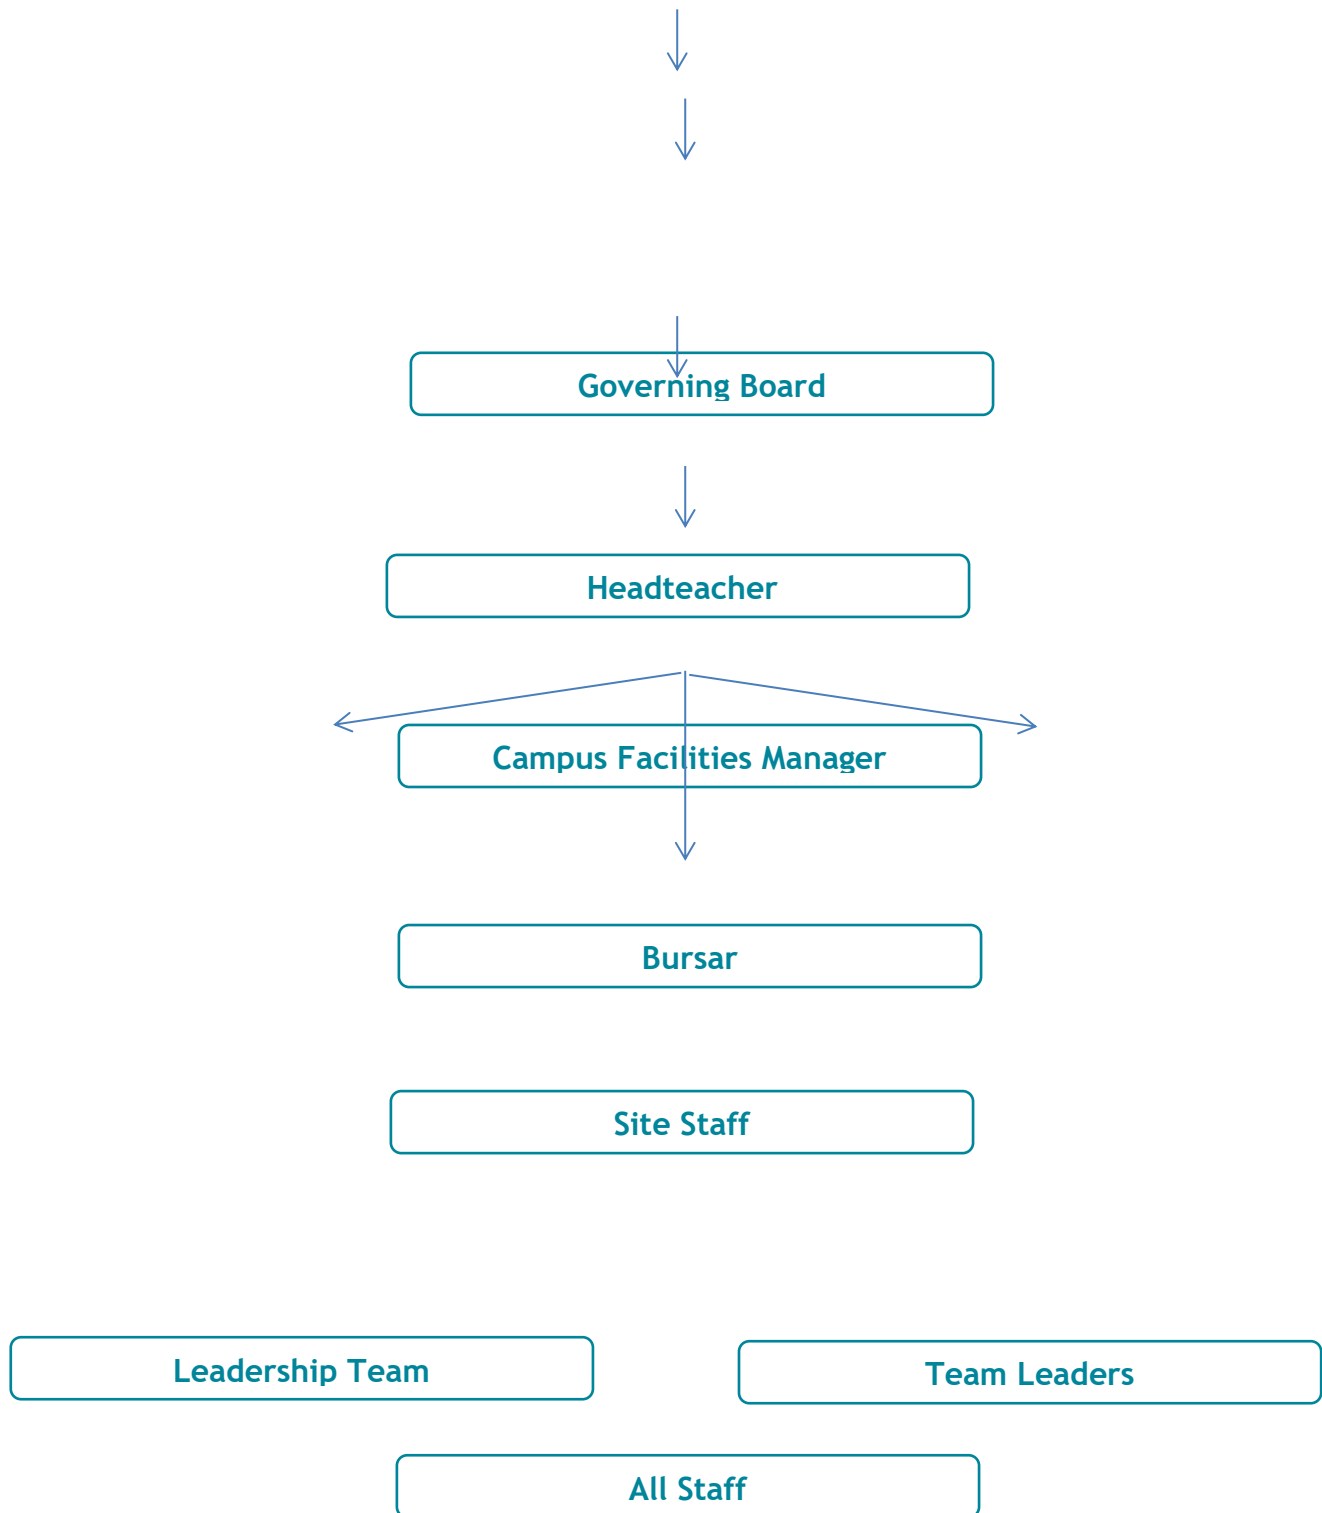 Governing Board
Headteacher
Campus Facilities Manager
Bursar
Site Staff
Leadership Team
Team Leaders
All Staff